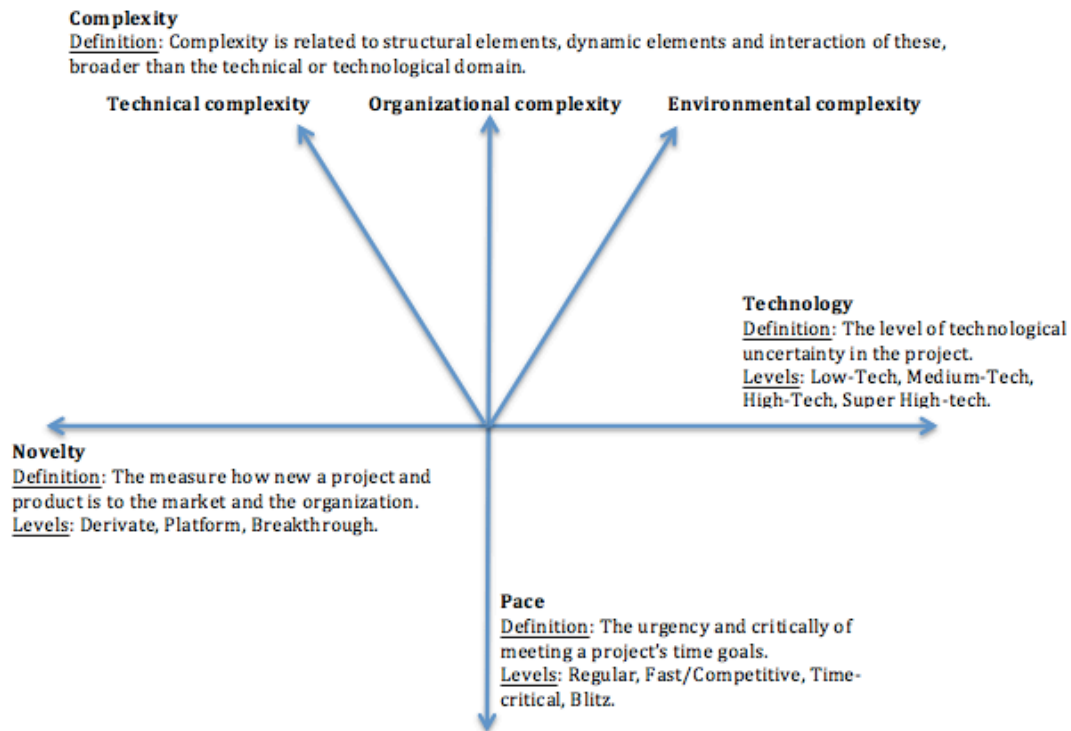 Complexity
Definition: Complexity is related to structural elements, dynamic elements and interaction of these,
broader than the technical or technological domain.
Technical complexity
Organizational complexity
Environmental complexity
Technology
Definition: The level of technological
uncertainty in the project.
Levels: Low-Tech, Medium-Tech,
High-Tech, Super High-tech.
Novelty
Definition: The measure how new a project and
product is to the market and the organization.
Levels: Derivate, Platform, Breakthrough.
Pace
Definition: The urgency and critically of
meeting a project's time goals.
Levels: Regular, Fast/Competitive, Time-
critical, Blitz.